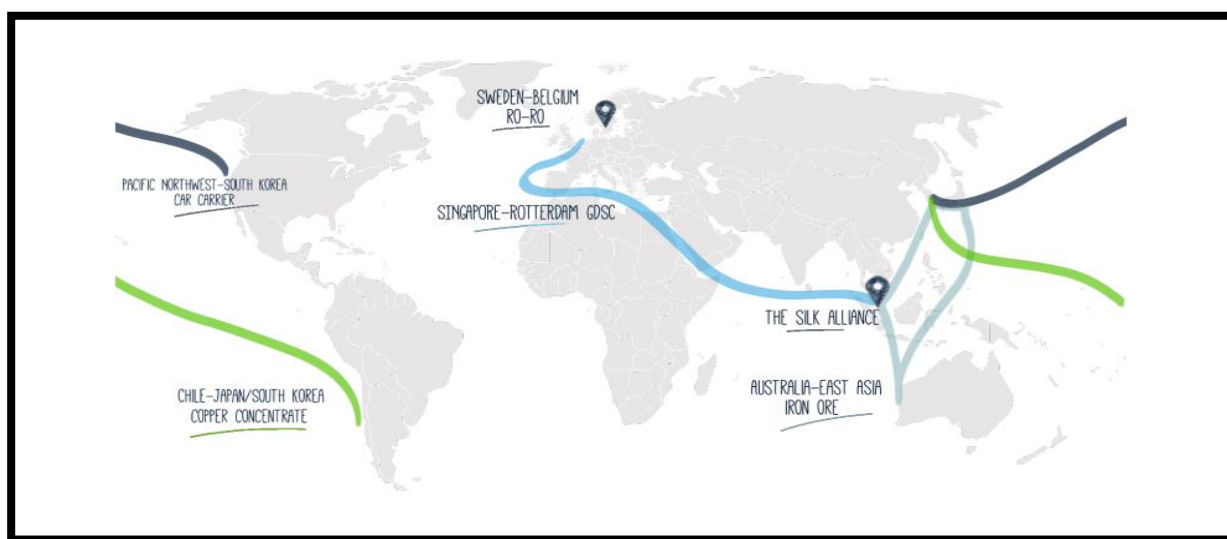 SWEDEN-BELGIUM
RO-RO
PACIFIC NORTHWEST-SOUTH KOREA
CAR CARRIER
SINGAPORE-ROTTERDAM GDSC
THE SILK ALLIANCE
CHILE-JAPAN/SOUTH KOREA
COPPER CONCENTRATE
AUSTRALIA-EAST ASIA
IRON ORE